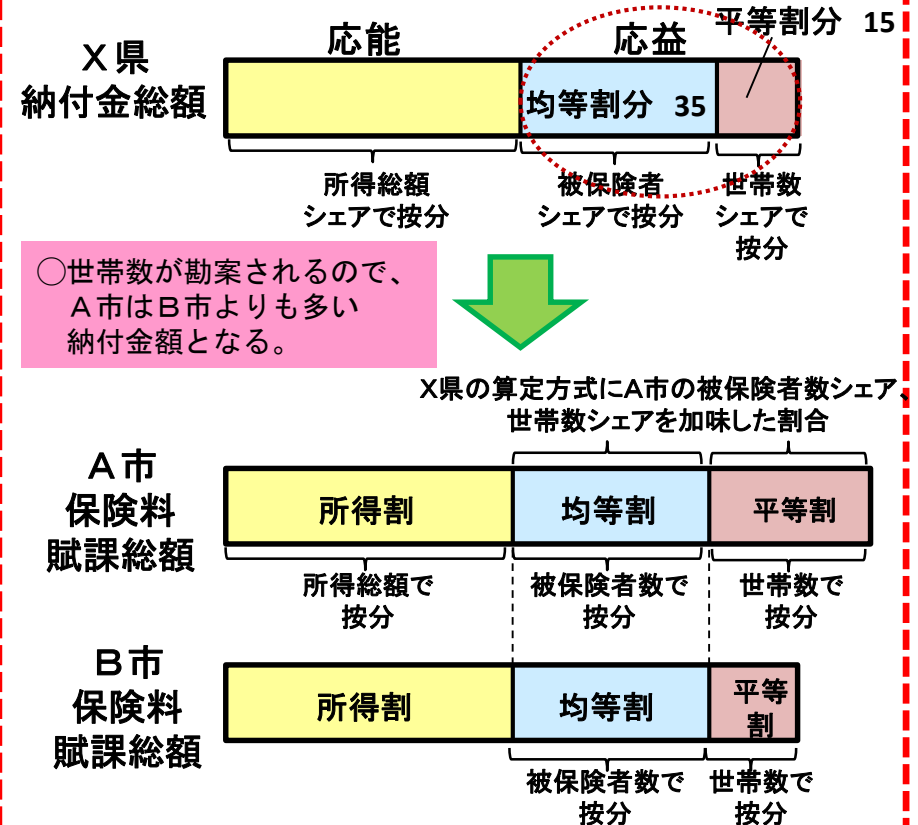 平等割分 15
応能
応益
X県
納付金総額
均等割分 35
所得総額
シェアで按分
被保険者
シェアで按分
世帯数
シェアで
按分
○世帯数が勘案されるので、
A市はB市よりも多い
納付金額となる。
X県の算定方式にA市の被保険者数シェア、
世帯数シェアを加味した割合
A市
保険料
賦課総額
所得割
均等割
平等割
所得総額で
按分
被保険者数で
按分
世帯数で
按分
B市
保険料
賦課総額
所得割
均等割
平等
割
被保険者数で
按分
世帯数で
按分